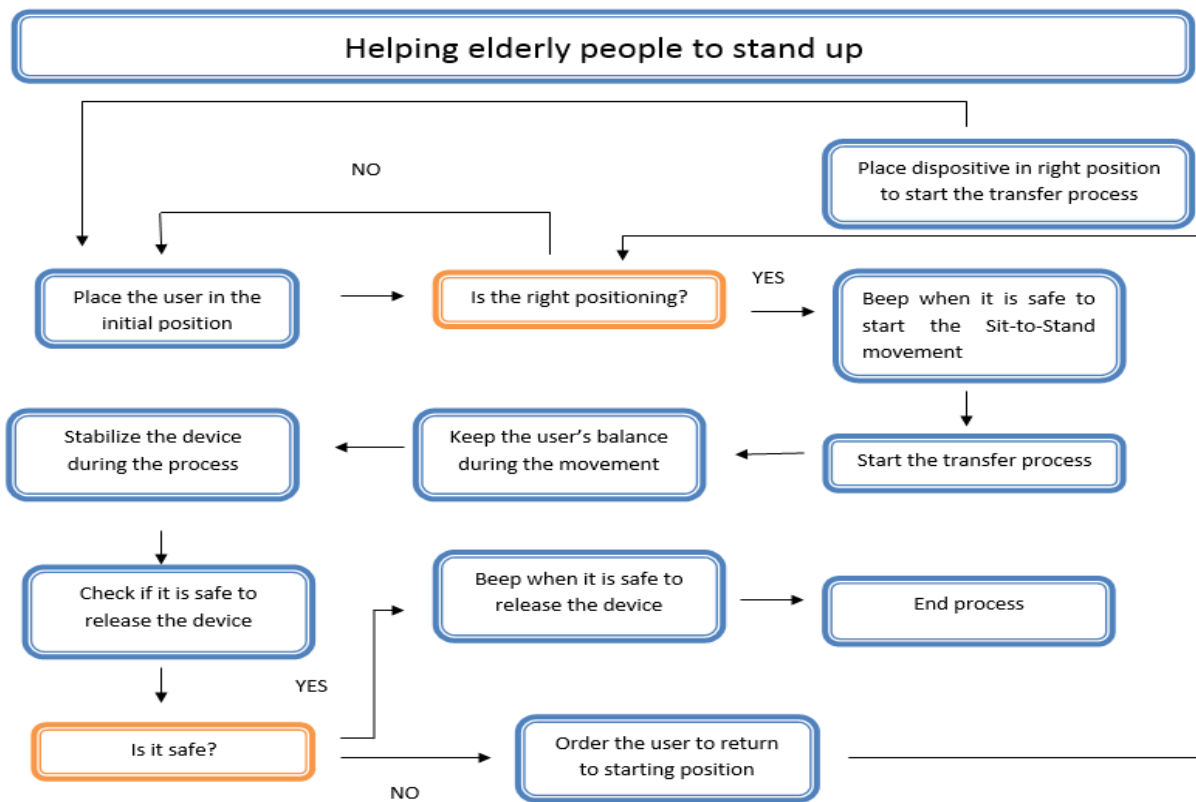 Helping elderly people to stand up
Place dispositive in right position
to start the transfer process
NO
Place the user in the
initial position
Is the right positioning?
YES
Beep when it is safe to
start the Sit-to-Stand
movement
Stabilize the device
during the process
Keep the user’s balance
during the movement
Start the transfer process
Check if it is safe to
release the device
Beep when it is safe to
release the device
End process
YES
Is it safe?
Order the user to return
to starting position
NO